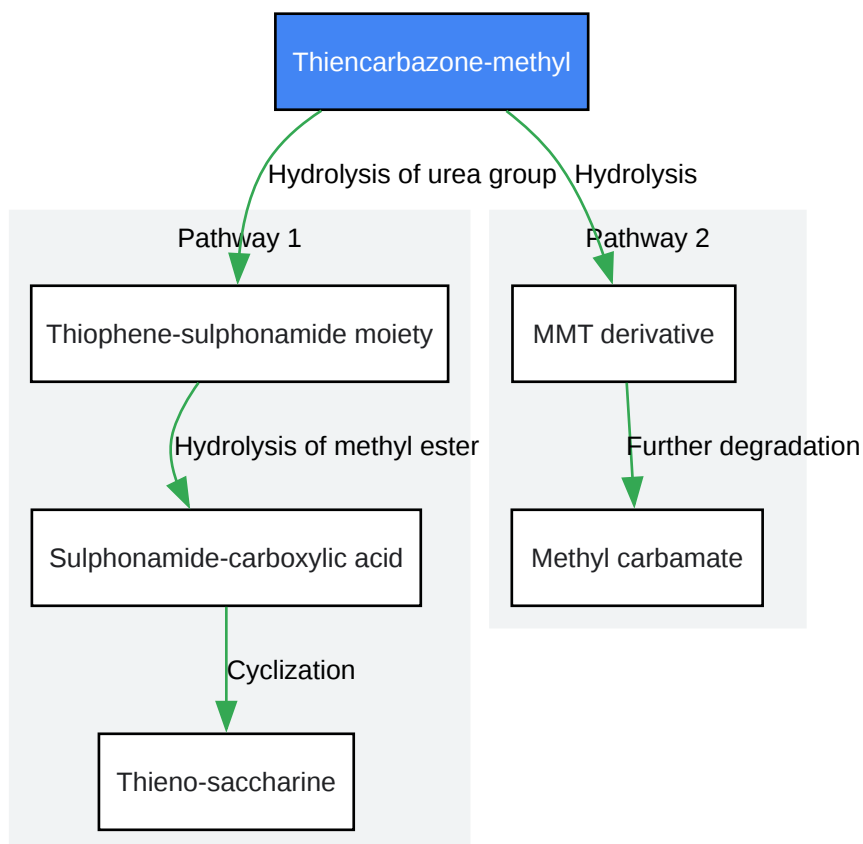 Thiencarbazone-methyl
Hydrolysis of urea group
Hydrolysis
Pathway 1
Pathway 2
Thiophene-sulphonamide moiety
MMT derivative
Hydrolysis of methyl ester
Further degradation
Sulphonamide-carboxylic acid
Methyl carbamate
Cyclization
Thieno-saccharine